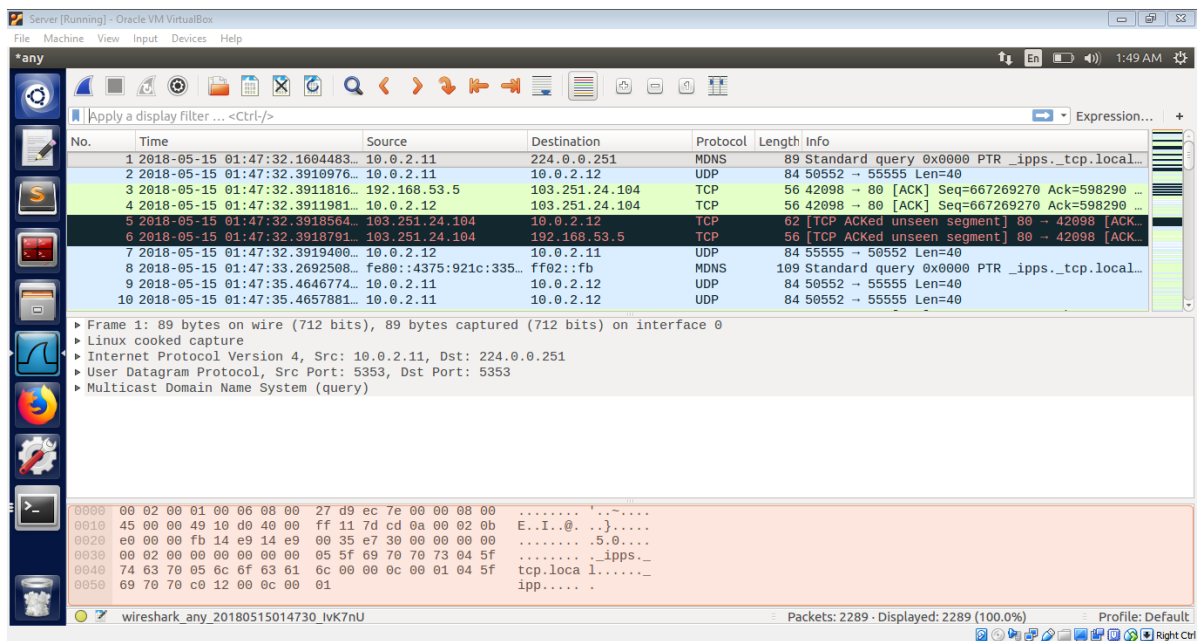 Server [Running] - Oracle VM VirtualBox
File Machine View Input Devices Help
*any En 1:49 AM
Apply a display filter ... <Ctrl-/> Expression... +
No. Time Source Destination Protocol Length Info
1 2018-05-15 01:47:32.1604483… 10.0.2.11 224.0.0.251 MDNS 89 Standard query 0x0000 PTR _ipps._tcp.local…
2 2018-05-15 01:47:32.3910976… 10.0.2.11 10.0.2.12 UDP 84 50552 → 55555 Len=40
3 2018-05-15 01:47:32.3911816… 192.168.53.5 103.251.24.104 TCP 56 42098 → 80 [ACK] Seq=667269270 Ack=598290 …
4 2018-05-15 01:47:32.3911981… 10.0.2.12 103.251.24.104 TCP 56 42098 → 80 [ACK] Seq=667269270 Ack=598290 …
5 2018-05-15 01:47:32.3918564… 103.251.24.104 10.0.2.12 TCP 62 [TCP ACKed unseen segment] 80 → 42098 [ACK…
6 2018-05-15 01:47:32.3918791… 103.251.24.104 192.168.53.5 TCP 56 [TCP ACKed unseen segment] 80 → 42098 [ACK…
7 2018-05-15 01:47:32.3919400… 10.0.2.12 10.0.2.11 UDP 84 55555 → 50552 Len=40
8 2018-05-15 01:47:33.2692508… fe80::4375:921c:335… ff02::fb MDNS 109 Standard query 0x0000 PTR _ipps._tcp.local…
9 2018-05-15 01:47:35.4646774… 10.0.2.11 10.0.2.12 UDP 84 50552 → 55555 Len=40
10 2018-05-15 01:47:35.4657881… 10.0.2.11 10.0.2.12 UDP 84 50552 → 55555 Len=40
Frame 1: 89 bytes on wire (712 bits), 89 bytes captured (712 bits) on interface 0
Linux cooked capture
Internet Protocol Version 4, Src: 10.0.2.11, Dst: 224.0.0.251
User Datagram Protocol, Src Port: 5353, Dst Port: 5353
Multicast Domain Name System (query)
0000 00 02 00 01 00 06 08 00 27 d9 ec 7e 00 00 08 00 ........ '..~....
0010 45 00 00 49 10 d0 40 00 ff 11 7d cd 0a 00 02 0b E..I..@. ..}.....
0020 e0 00 00 fb 14 e9 14 e9 00 35 e7 30 00 00 00 00 ........ .5.0....
0030 00 02 00 00 00 00 00 00 05 5f 69 70 70 73 04 5f ........ ._ipps._
0040 74 63 70 05 6c 6f 63 61 6c 00 00 0c 00 01 04 5f tcp.loca l......_
0050 69 70 70 c0 12 00 0c 00 01 ipp..... .
wireshark_any_20180515014730_IvK7nU Packets: 2289 · Displayed: 2289 (100.0%) Profile: Default
Right Ctrl